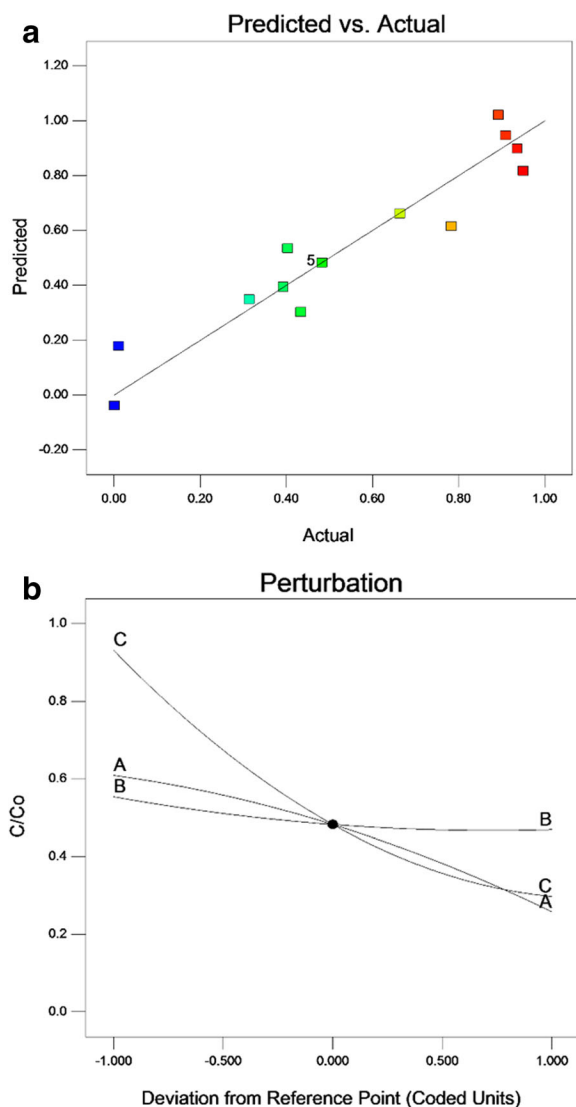 a
Predicted vs. Actual
1.20
1.00
0.80
0.60
0.40
0.20
0.00
-0.20
Predicted
5
0.00 0.20 0.40 0.60 0.80 1.00
Actual
b
Perturbation
1.0
0.8
0.6
0.4
0.2
0.0
C/Co
C
A
B
B
C
A
-1.000 -0.500 0.000 0.500 1.000
Deviation from Reference Point (Coded Units)